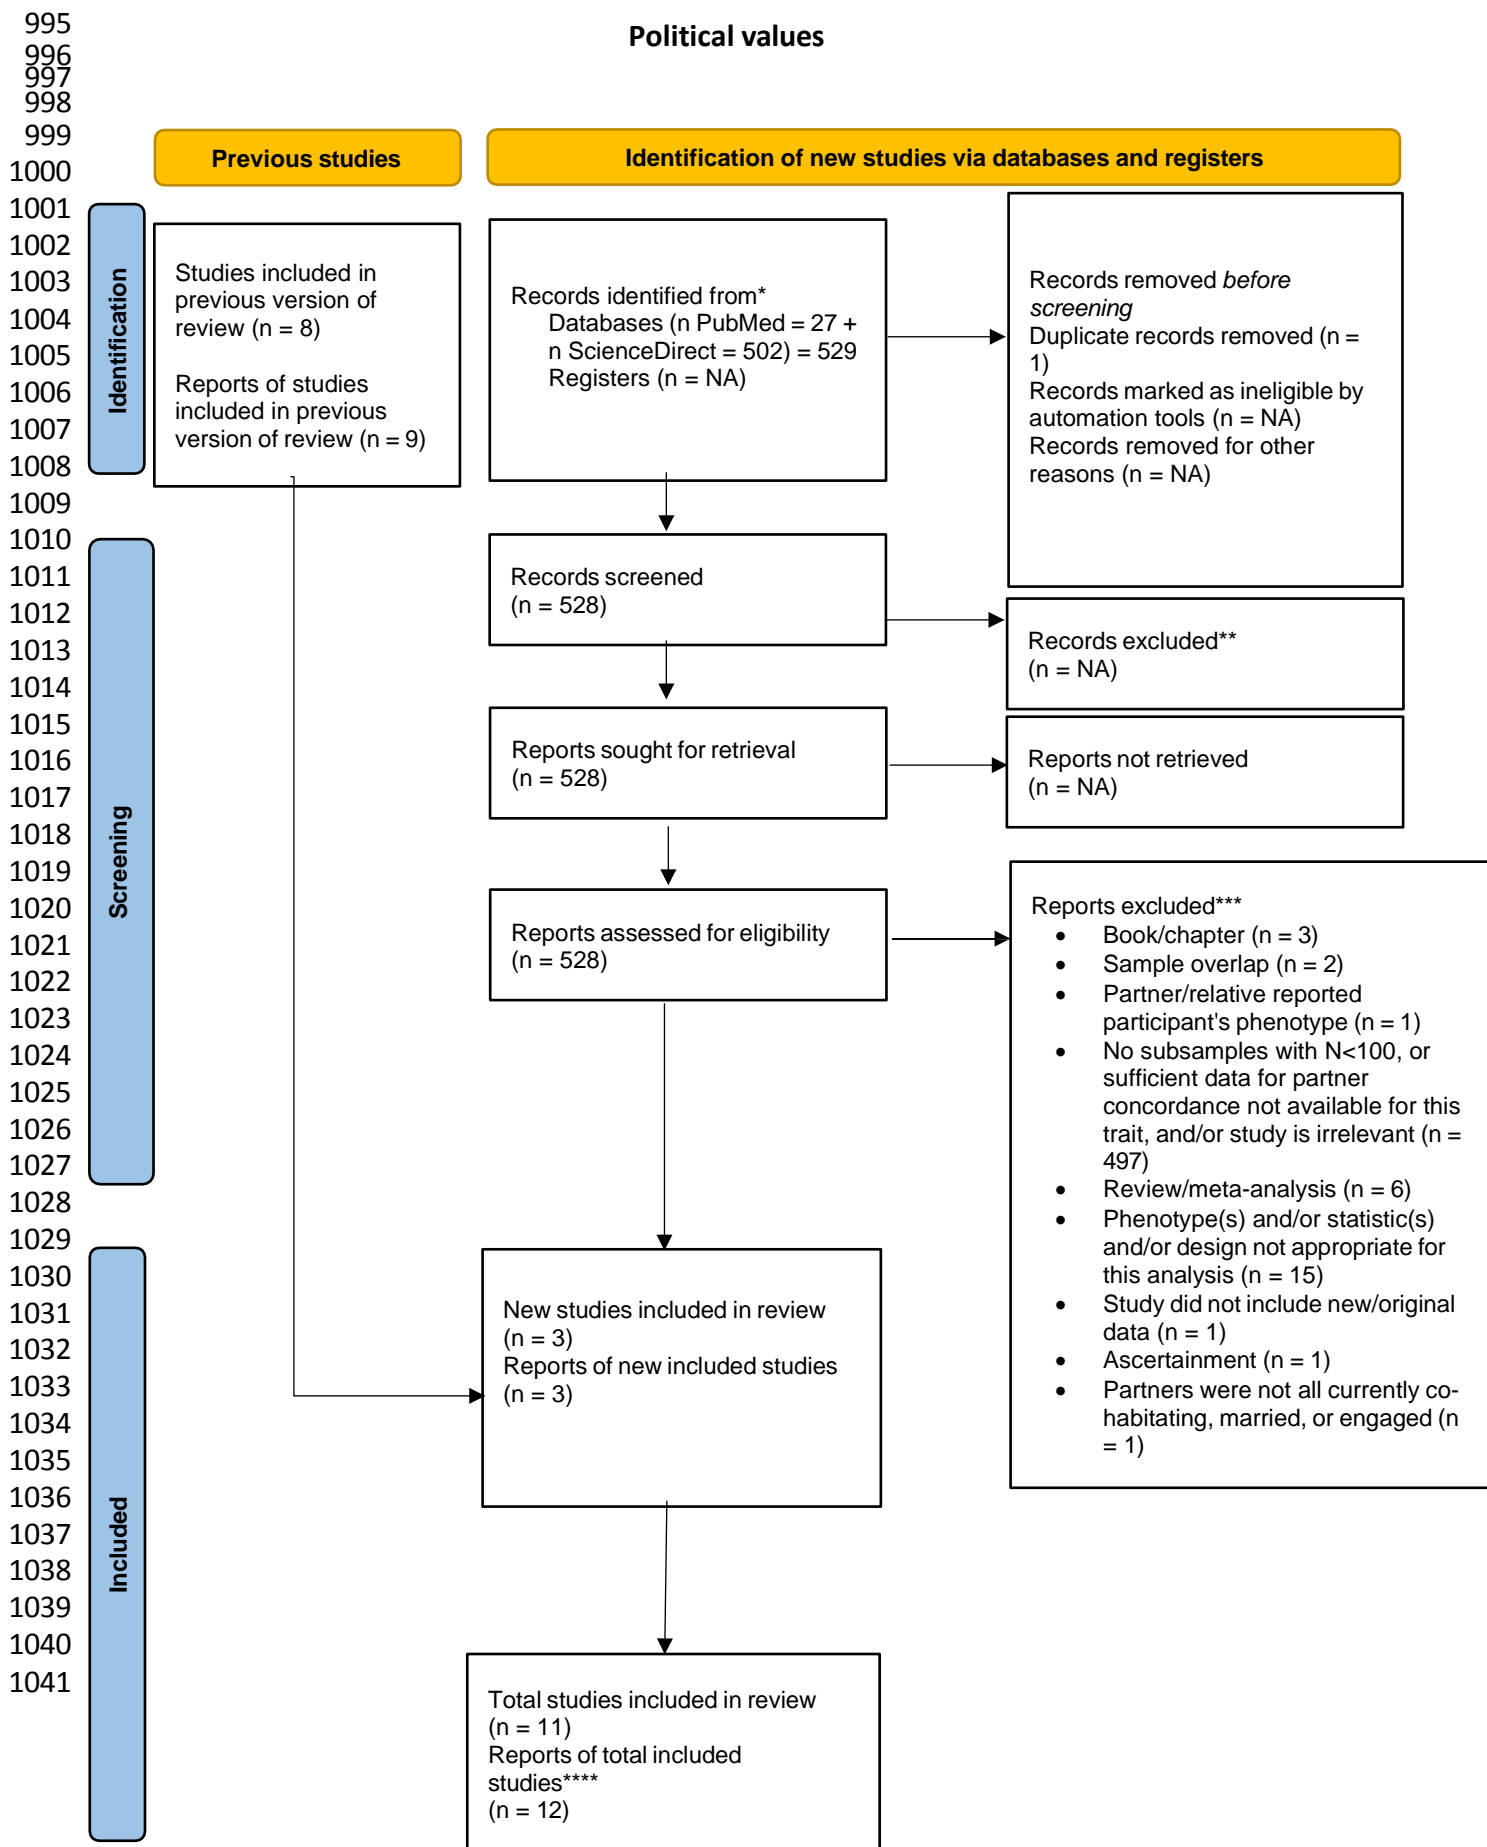 995
996
997
998
999
1000
1001
1002
1003
1004
1005
1006
1007
1008
1009
1010
1011
1012
1013
1014
1015
1016
1017
1018
1019
1020
1021
1022
1023
1024
1025
1026
1027
1028
1029
1030
1031
1032
1033
1034
1035
1036
1037
1038
1039
1040
1041
Political values
Previous studies
Identification of new studies via databases and registers
Identification
Studies included in
previous version of
review (n = 8)
Reports of studies
included in previous
version of review (n = 9)
Records identified from*
Databases (n PubMed = 27 +
n ScienceDirect = 502) = 529
Registers (n = NA)
Records removed before
screening
Duplicate records removed (n =
1)
Records marked as ineligible by
automation tools (n = NA)
Records removed for other
reasons (n = NA)
Screening
Records screened
(n = 528)
Records excluded**
(n = NA)
Reports sought for retrieval
(n = 528)
Reports not retrieved
(n = NA)
Reports assessed for eligibility
(n = 528)
Reports excluded***
• Book/chapter (n = 3)
• Sample overlap (n = 2)
• Partner/relative reported
participant's phenotype (n = 1)
• No subsamples with N<100, or
sufficient data for partner
concordance not available for this
trait, and/or study is irrelevant (n =
497)
• Review/meta-analysis (n = 6)
• Phenotype(s) and/or statistic(s)
and/or design not appropriate for
this analysis (n = 15)
• Study did not include new/original
data (n = 1)
• Ascertainment (n = 1)
• Partners were not all currently co-
habitating, married, or engaged (n
= 1)
Included
New studies included in review
(n = 3)
Reports of new included studies
(n = 3)
Total studies included in review
(n = 11)
Reports of total included
studies****
(n = 12)